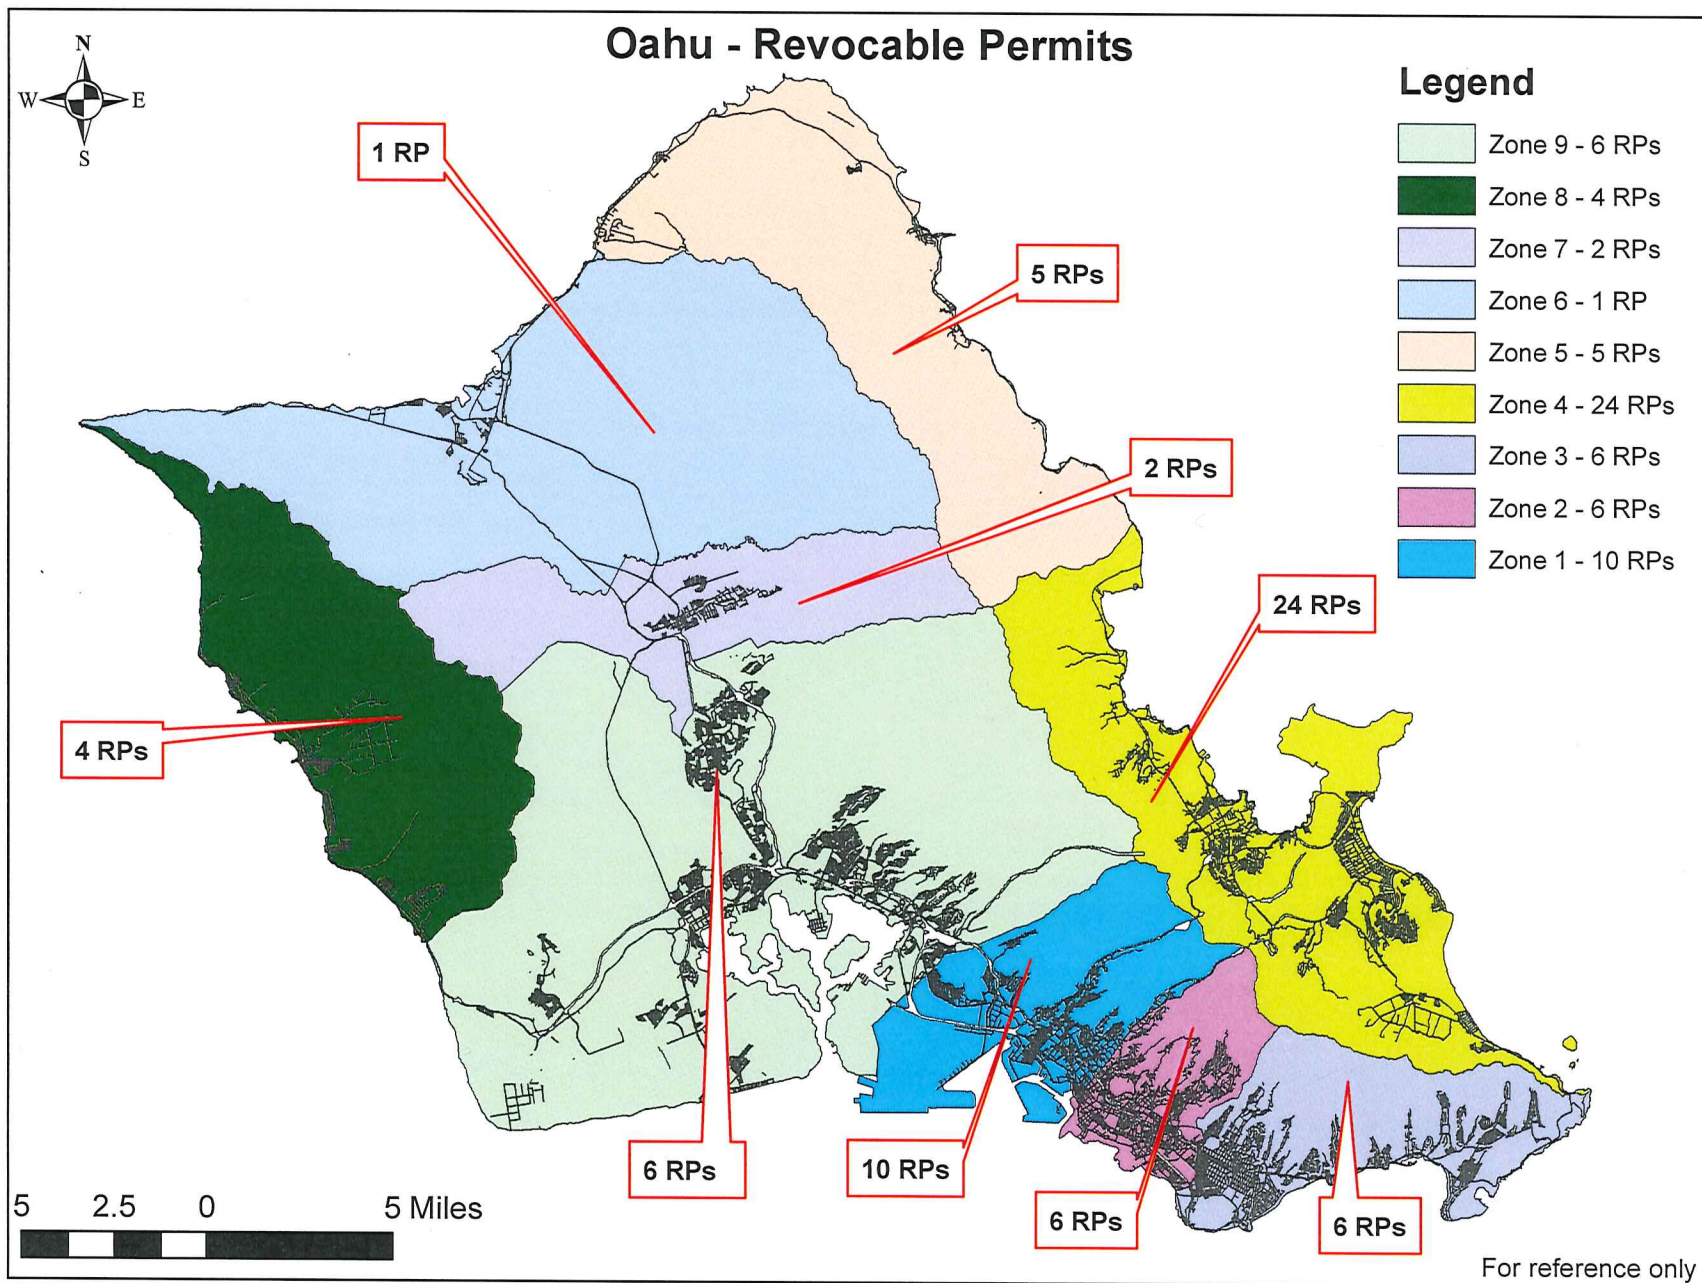 Oahu - Revocable Permits
N
W E
S
Legend
Zone 9 - 6 RPs
Zone 8 - 4 RPs
Zone 7 - 2 RPs
Zone 6 - 1 RP
Zone 5 - 5 RPs
Zone 4 - 24 RPs
Zone 3 - 6 RPs
Zone 2 - 6 RPs
Zone 1 - 10 RPs
1 RP
5 RPs
2 RPs
24 RPs
4 RPs
6 RPs
10 RPs
6 RPs
6 RPs
5 2.5 0 5 Miles
For reference only